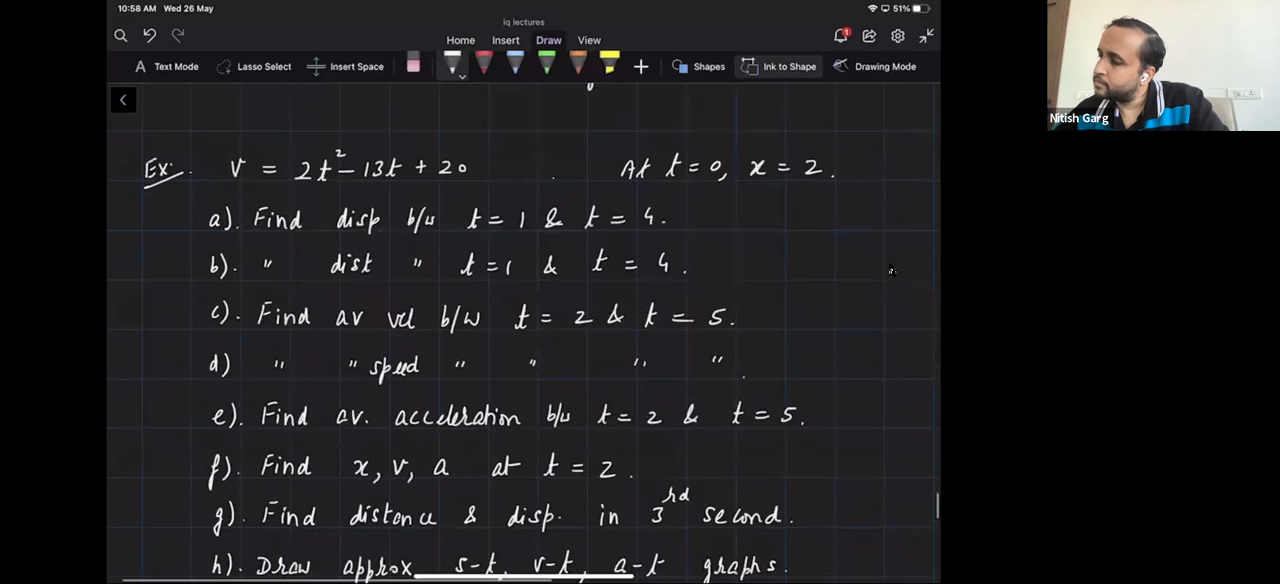 10:58 AM Wed 26 May
51%
iq lectures
Home Insert Draw View
1
A Text Mode Lasso Select Insert Space Shapes Ink to Shape Drawing Mode
Nitish Garg
Ex: v = 2t² - 13t + 20 . At t = 0, x = 2.
a). Find disp b/w t = 1 & t = 4.
b). " dist " t = 1 & t = 4.
c). Find av vel b/w t = 2 & t = 5.
d) " " speed " " " " .
e). Find av. acceleration b/w t = 2 & t = 5.
f). Find x, v, a at t = 2.
g). Find distance & disp. in 3rd second.
h). Draw approx s-t, v-t, a-t graphs.